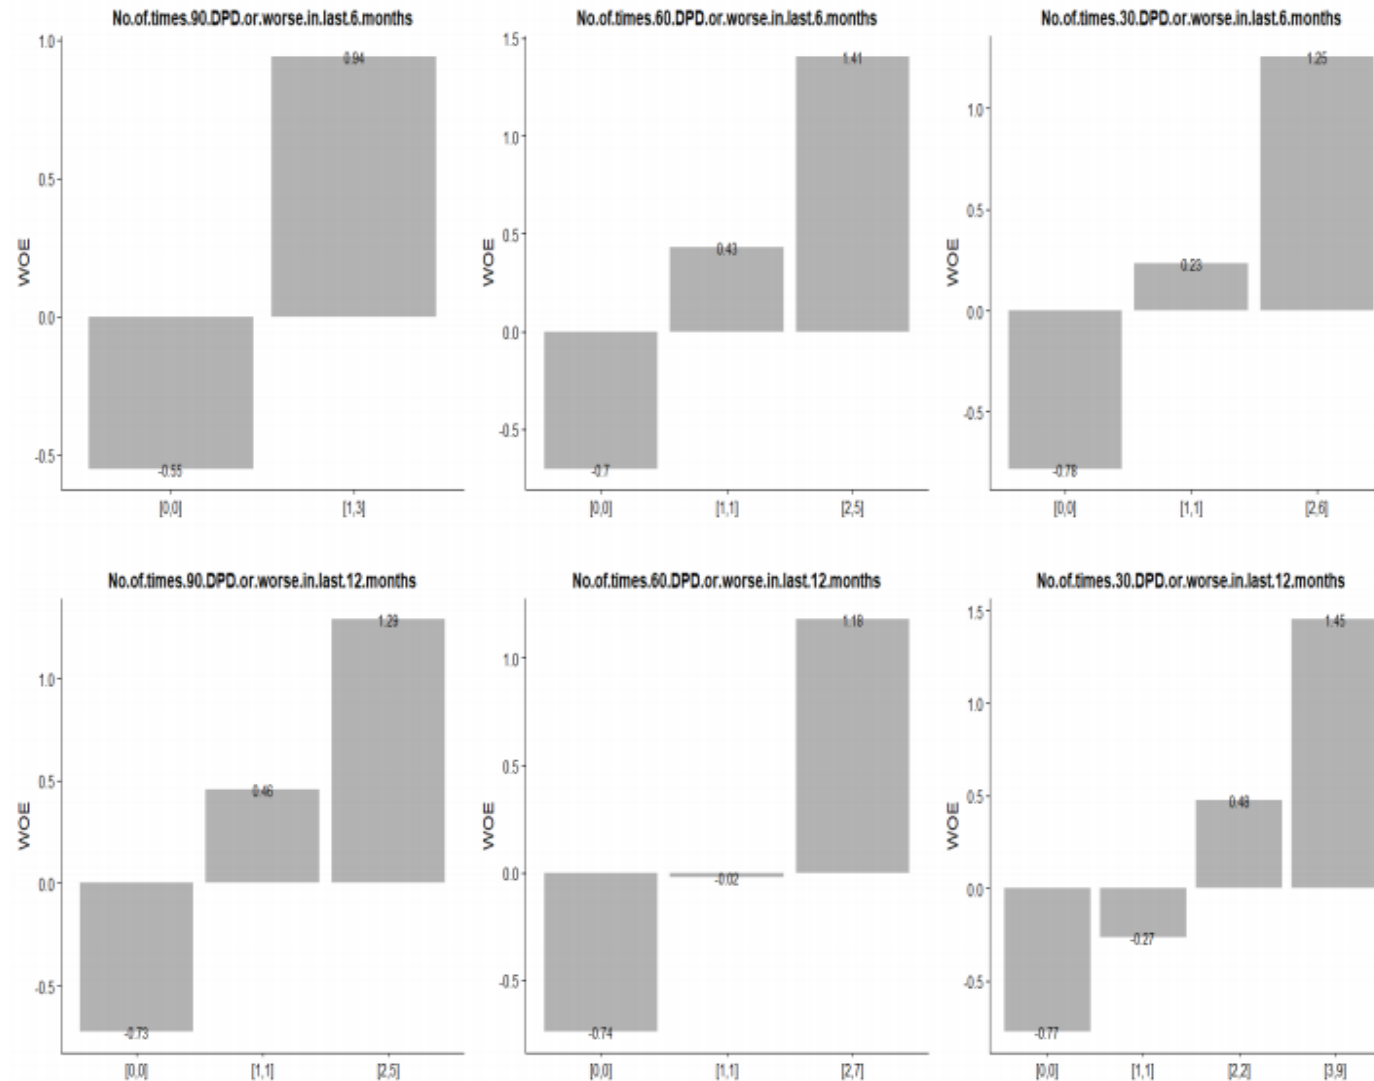 No.of.times.90.DPD.or.worse.in.last.6.months
1.0
0.94
0.5
WOE
0.0
-0.5
-0.55
[0,0] [1,3]
No.of.times.60.DPD.or.worse.in.last.6.months
1.5
1.41
1.0
0.5
0.43
WOE
0.0
-0.5
-0.7
[0,0] [1,1] [2,5]
No.of.times.30.DPD.or.worse.in.last.6.months
1.25
1.0
0.5
WOE
0.23
0.0
-0.5
-0.78
[0,0] [1,1] [2,6]
No.of.times.90.DPD.or.worse.in.last.12.months
1.29
1.0
0.5
0.46
WOE
0.0
-0.5
-0.73
[0,0] [1,1] [2,5]
No.of.times.60.DPD.or.worse.in.last.12.months
1.18
1.0
0.5
WOE
0.0
-0.02
-0.5
-0.74
[0,0] [1,1] [2,7]
No.of.times.30.DPD.or.worse.in.last.12.months
1.5
1.45
1.0
0.5
0.48
WOE
0.0
-0.27
-0.5
-0.77
[0,0] [1,1] [2,2] [3,9]